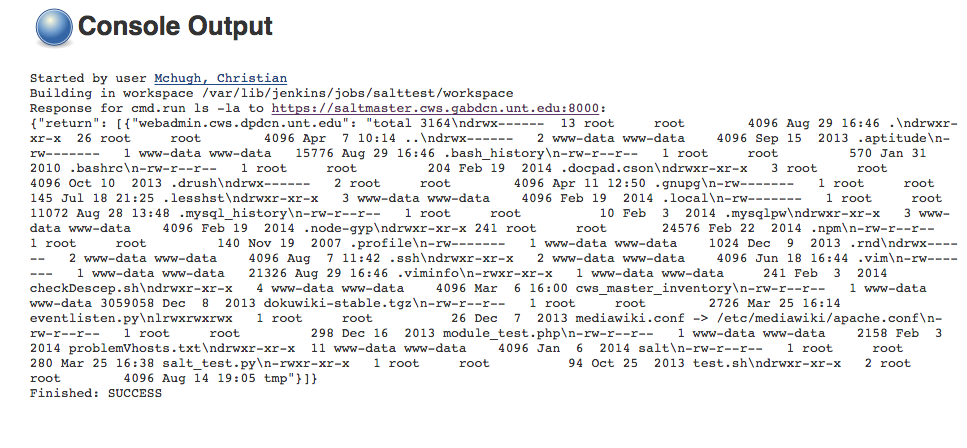 Console Output
Started by user Mchugh, Christian
Building in workspace /var/lib/jenkins/jobs/salttest/workspace
Response for cmd.run ls -la to https://saltmaster.cws.gabdcn.unt.edu:8000:
{"return": [{"webadmin.cws.dpdcn.unt.edu": "total 3164\ndrwx------  13 root     root         4096 Aug 29 16:46 .\ndrwxr-
xr-x  26 root     root         4096 Apr  7 10:14 ..\ndrwx------   2 www-data www-data     4096 Sep 15  2013 .aptitude\n-
rw-------   1 www-data www-data    15776 Aug 29 16:46 .bash_history\n-rw-r--r--   1 root     root          570 Jan 31
2010 .bashrc\n-rw-r--r--   1 root     root          204 Feb 19  2014 .docpad.cson\ndrwxr-xr-x   3 root     root
4096 Oct 10  2013 .drush\ndrwx------   2 root     root         4096 Apr 11 12:50 .gnupg\n-rw-------   1 root     root
145 Jul 18 21:25 .lesshst\ndrwxr-xr-x   3 www-data www-data     4096 Feb 19  2014 .local\n-rw-------   1 root     root
11072 Aug 28 13:48 .mysql_history\n-rw-r--r--   1 root     root           10 Feb  3  2014 .mysqlpw\ndrwxr-xr-x   3 www-
data www-data     4096 Feb 19  2014 .node-gyp\ndrwxr-xr-x 241 root     root        24576 Feb 22  2014 .npm\n-rw-r--r--
1 root     root          140 Nov 19  2007 .profile\n-rw-------   1 www-data www-data     1024 Dec  9  2013 .rnd\ndrwx----
--   2 www-data www-data     4096 Aug  7 11:42 .ssh\ndrwxr-xr-x   2 www-data www-data     4096 Jun 18 16:44 .vim\n-rw----
---   1 www-data www-data    21326 Aug 29 16:46 .viminfo\n-rwxr-xr-x   1 www-data www-data      241 Feb  3  2014
checkDescep.sh\ndrwxr-xr-x   4 www-data www-data     4096 Mar  6 16:00 cws_master_inventory\n-rw-r--r--   1 www-data
www-data 3059058 Dec  8  2013 dokuwiki-stable.tgz\n-rw-r--r--   1 root     root         2726 Mar 25 16:14
eventlisten.py\nlrwxrwxrwx   1 root     root           26 Dec  7  2013 mediawiki.conf -> /etc/mediawiki/apache.conf\n-
rw-r--r--   1 root     root          298 Dec 16  2013 module_test.php\n-rw-r--r--   1 www-data www-data     2158 Feb  3
2014 problemVhosts.txt\ndrwxr-xr-x  11 www-data www-data     4096 Jan  6  2014 salt\n-rw-r--r--   1 root     root
280 Mar 25 16:38 salt_test.py\n-rwxr-xr-x   1 root     root           94 Oct 25  2013 test.sh\ndrwxr-xr-x   2 root
root         4096 Aug 14 19:05 tmp"}]}
Finished: SUCCESS